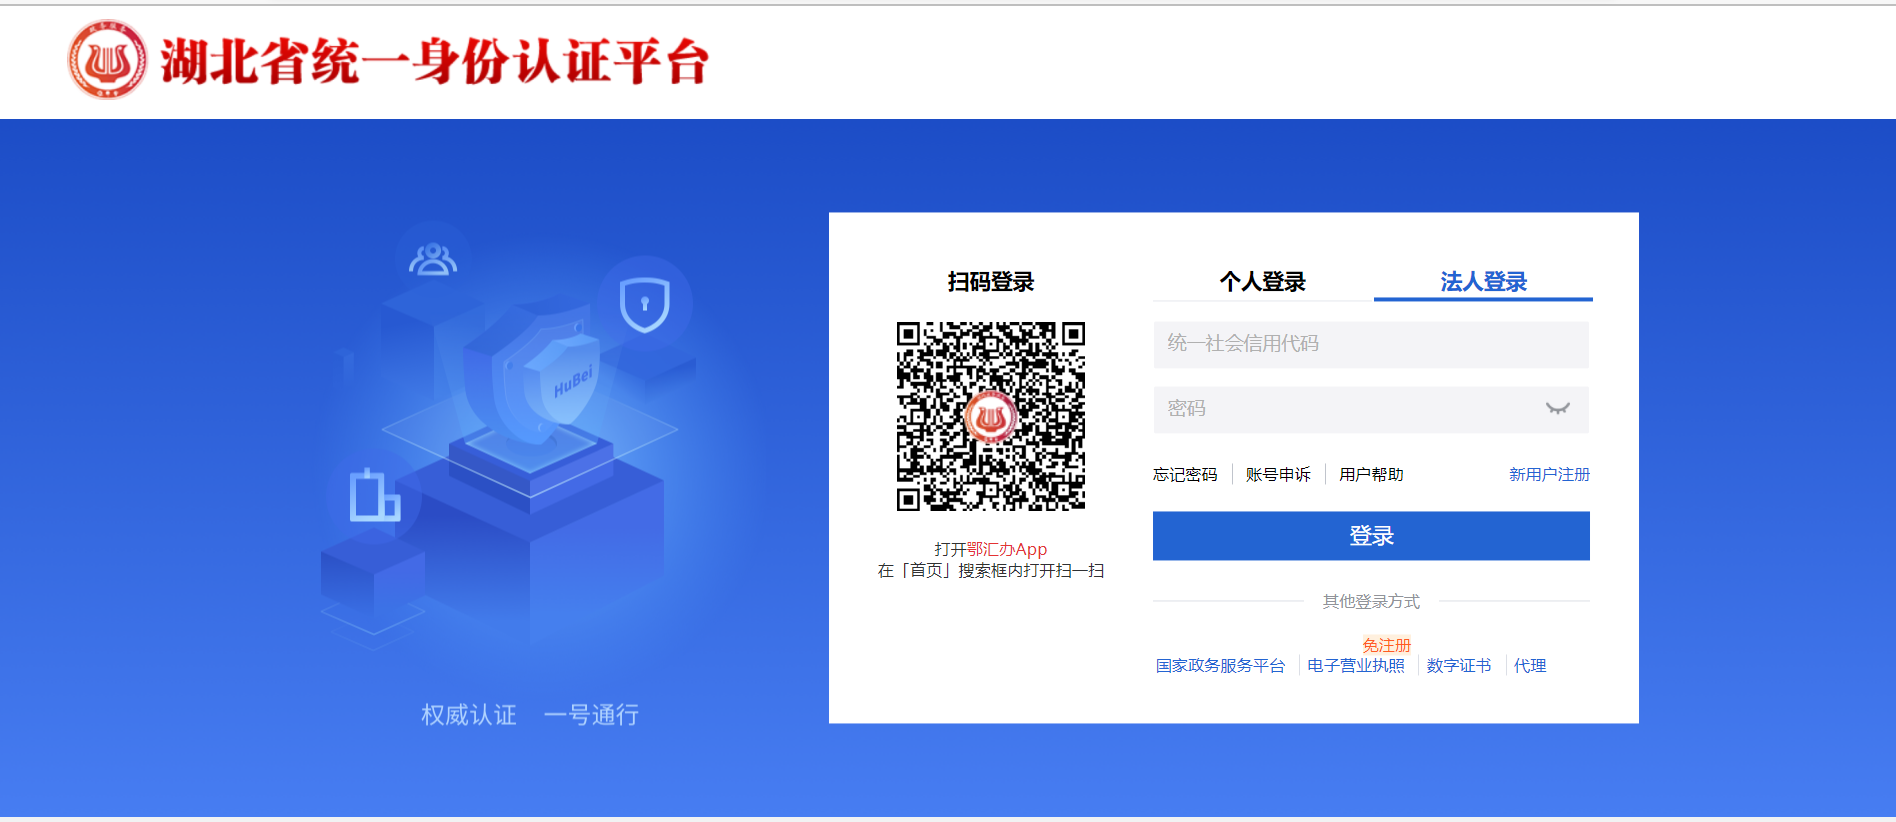 湖北省统一身份认证平台
HuBei
权威认证 一号通行
扫码登录
打开鄂汇办App
在「首页」搜索框内打开扫一扫
个人登录 法人登录
统一社会信用代码
密码
忘记密码 账号申诉 用户帮助 新用户注册
登录
其他登录方式
免注册
国家政务服务平台 电子营业执照 数字证书 代理